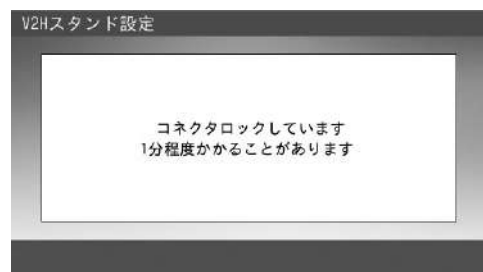 V2Hスタンド設定
コネクタロックしています
1分程度かかることがあります